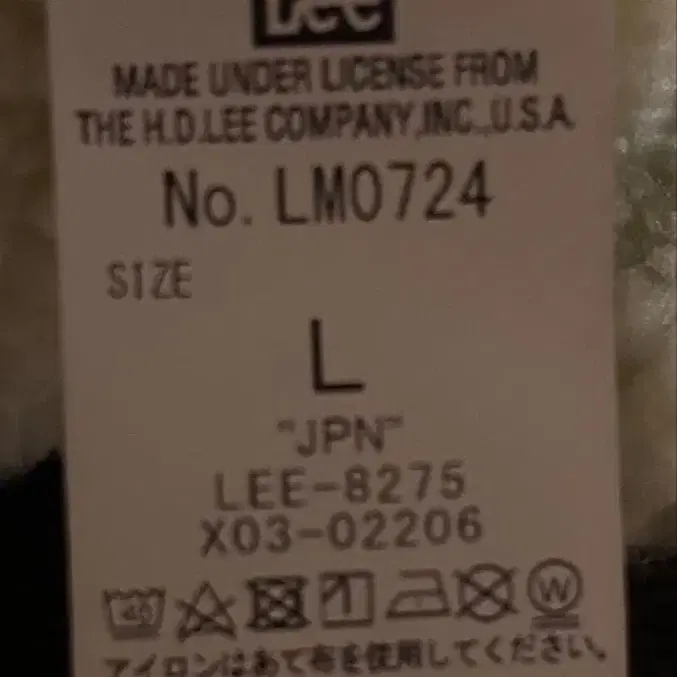 Lee
MADE UNDER LICENSE FROM
THE H.D.LEE COMPANY,INC.,U.S.A.
No. LM0724
SIZE
L
"JPN"
LEE-8275
X03-02206
40 W
アイロンはあて布を使用してください。